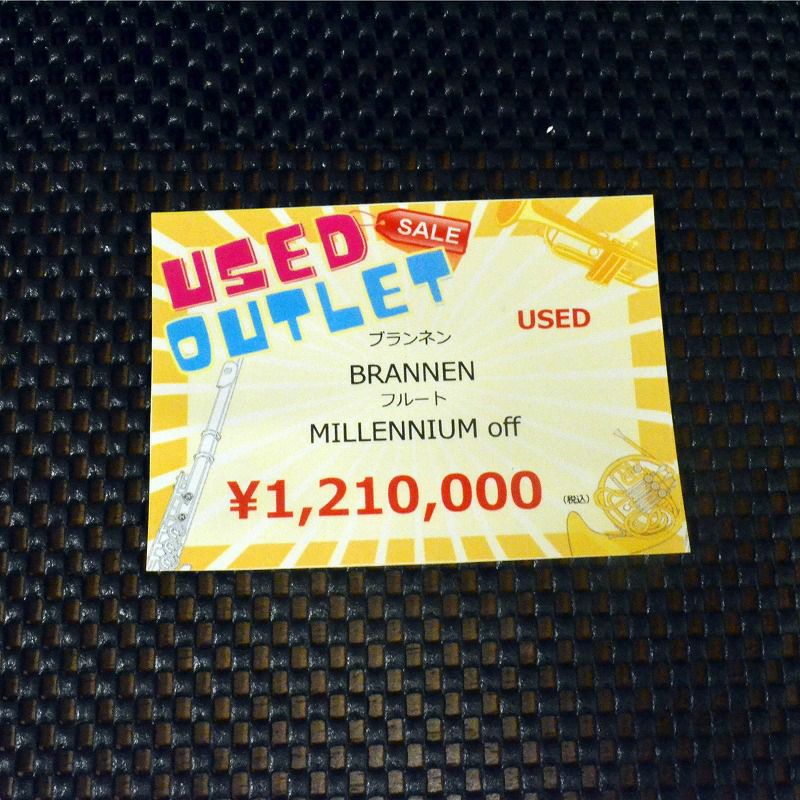 USED
SALE
OUTLET
USED
ブランネン
BRANNEN
フルート
MILLENNIUM off
¥1,210,000 (税込)